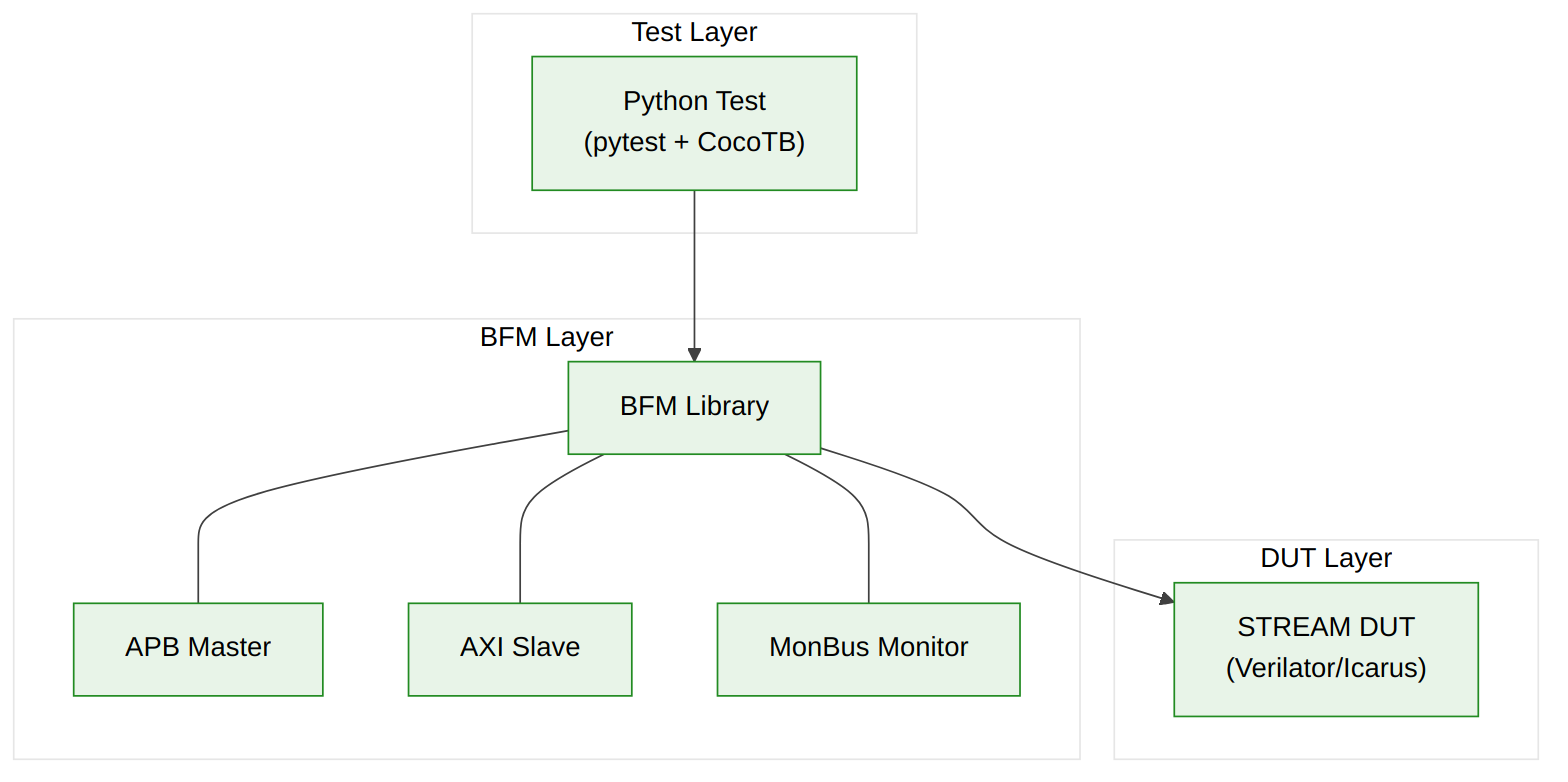 Test Layer
Python Test
(pytest + CocoTB)
BFM Layer
BFM Library
APB Master
AXI Slave
MonBus Monitor
DUT Layer
STREAM DUT
(Verilator/Icarus)